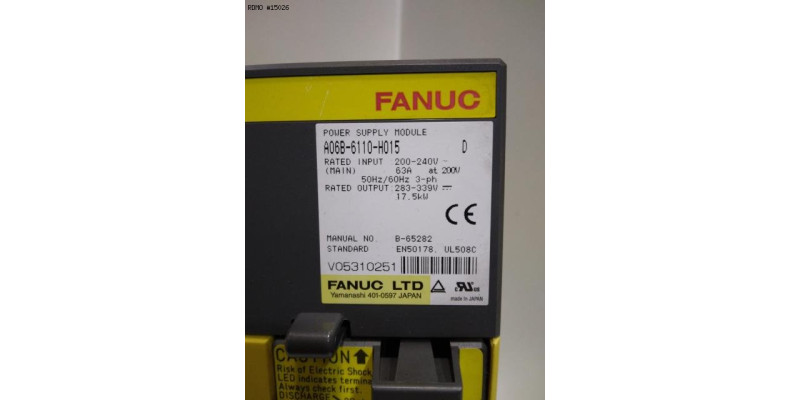 RDMO #15026
FANUC
POWER SUPPLY MODULE
A06B-6110-H015 D
RATED INPUT 200-240V ~
(MAIN) 63A at 200V
50Hz/60Hz 3-ph
RATED OUTPUT 283-339V ⎓
17.5kW
CE
MANUAL NO. B-65282
STANDARD EN50178, UL508C
V05310251
FANUC LTD
Yamanashi 401-0597 JAPAN
c RU us
made in JAPAN
CAUTION
Risk of Electric Shock
LED indicates
Always check first.
DISCHARGE